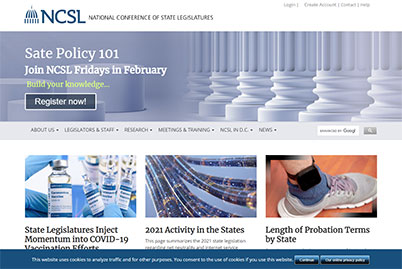 NCSL NATIONAL CONFERENCE OF STATE LEGISLATURES
Login | Create Account | Contact | Help
Sate Policy 101
Join NCSL Fridays in February
Build your knowledge...
Register now!
ABOUT US LEGISLATORS & STAFF RESEARCH MEETINGS & TRAINING NCSL IN D.C. NEWS ENHANCED BY Google
State Legislatures Inject
Momentum into COVID-19
Vaccination Efforts
2021 Activity in the States
This page summarizes the 2021 state legislation
regarding net neutrality and internet service
Length of Probation Terms
by State
This website uses cookies to analyze traffic and for other purposes. You consent to the use of cookies if you use this website.
Continue
Our online privacy policy